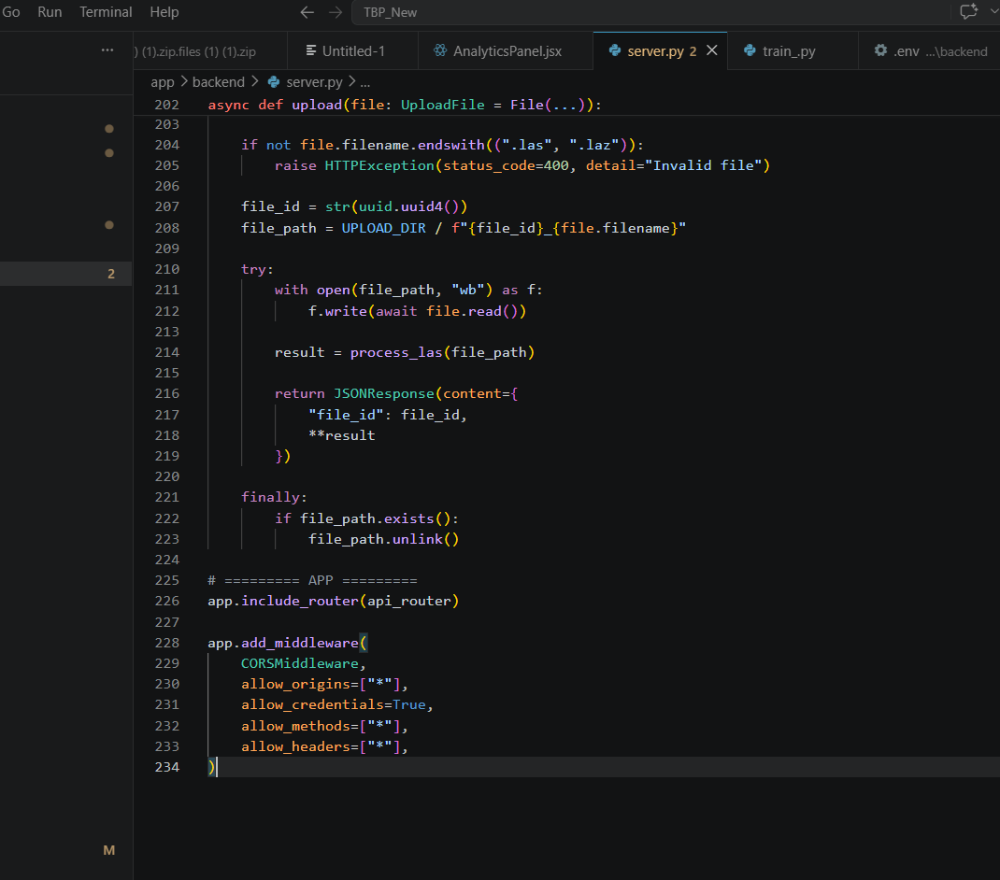 Go Run Terminal Help ← → TBP_New
... ) (1).zip.files (1) (1).zip Untitled-1 AnalyticsPanel.jsx server.py 2 × train_.py .env ...\backend
app > backend > server.py > ...
202 async def upload(file: UploadFile = File(...)):
203
204     if not file.filename.endswith((".las", ".laz")):
205         raise HTTPException(status_code=400, detail="Invalid file")
206
207     file_id = str(uuid.uuid4())
208     file_path = UPLOAD_DIR / f"{file_id}_{file.filename}"
209
210     try:
211         with open(file_path, "wb") as f:
212             f.write(await file.read())
213
214         result = process_las(file_path)
215
216         return JSONResponse(content={
217             "file_id": file_id,
218             **result
219         })
220
221     finally:
222         if file_path.exists():
223             file_path.unlink()
224
225 # ========= APP =========
226 app.include_router(api_router)
227
228 app.add_middleware(
229     CORSMiddleware,
230     allow_origins=["*"],
231     allow_credentials=True,
232     allow_methods=["*"],
233     allow_headers=["*"],
234 )
2
M